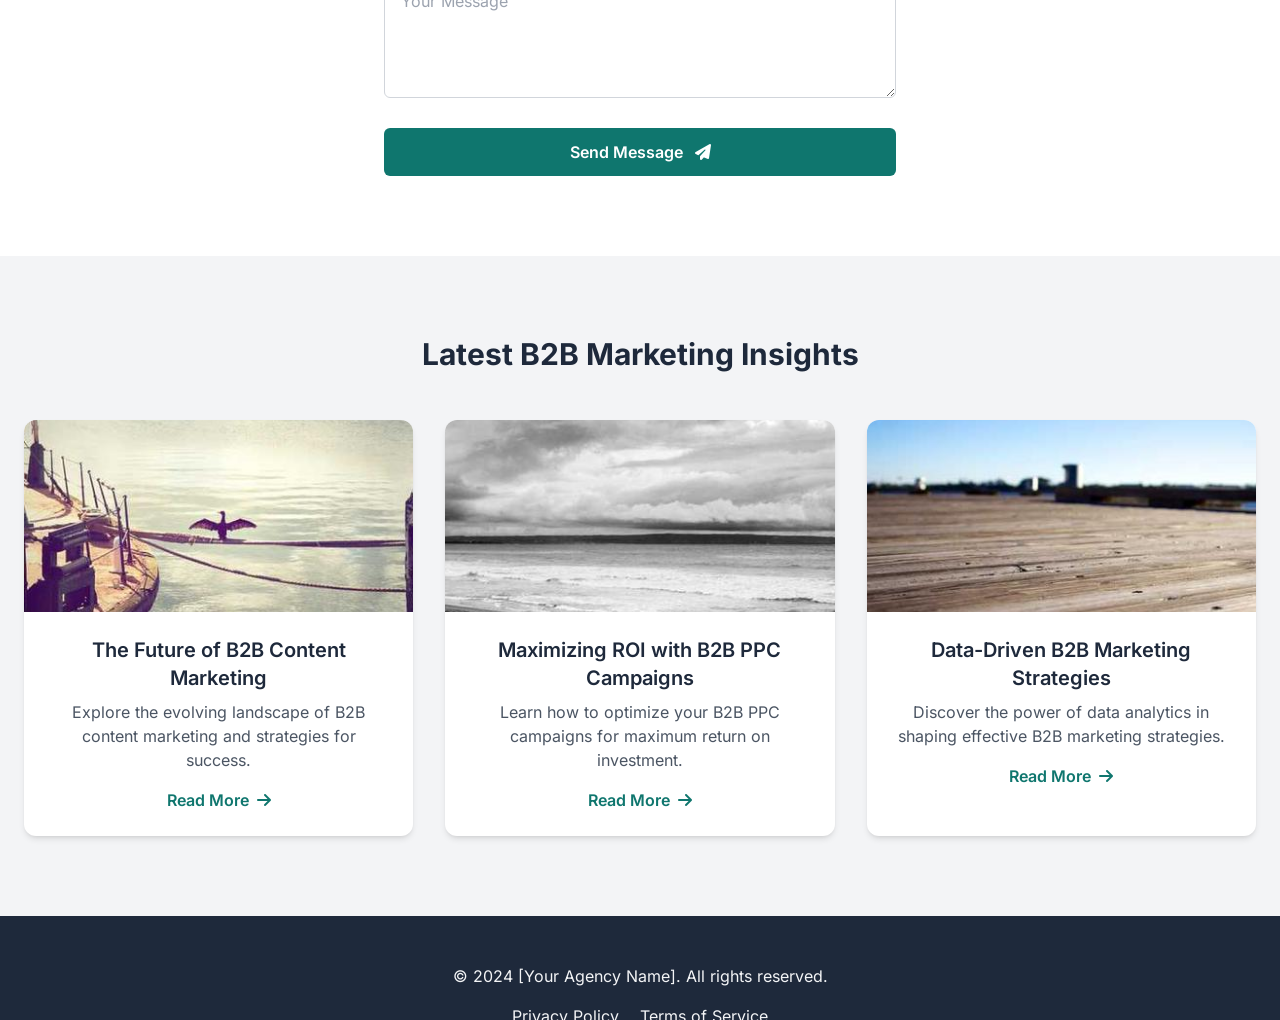 Your Message
Send Message
Latest B2B Marketing Insights
The Future of B2B Content
Marketing
Explore the evolving landscape of B2B
content marketing and strategies for
success.
Read More
Maximizing ROI with B2B PPC
Campaigns
Learn how to optimize your B2B PPC
campaigns for maximum return on
investment.
Read More
Data-Driven B2B Marketing
Strategies
Discover the power of data analytics in
shaping effective B2B marketing strategies.
Read More
© 2024 [Your Agency Name]. All rights reserved.
Privacy Policy Terms of Service